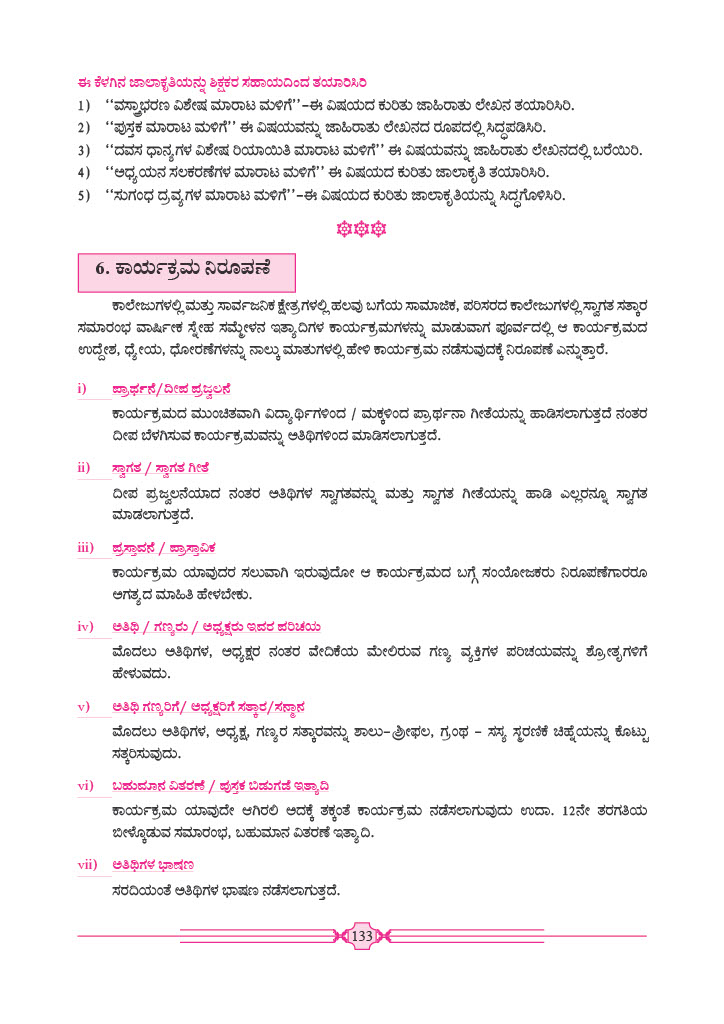 ಈ ಕೆಳಗಿನ ಜಾಲಾಕೃತಿಯನ್ನು ಶಿಕ್ಷಕರ ಸಹಾಯದಿಂದ ತಯಾರಿಸಿರಿ
1) ‘‘ವಸ್ತ್ರಾಭರಣ ವಿಶೇಷ ಮಾರಾಟ ಮಳಿಗೆ’’–ಈ ವಿಷಯದ ಕುರಿತು ಜಾಹಿರಾತು ಲೇಖನ ತಯಾರಿಸಿರಿ.
2) ‘‘ಪುಸ್ತಕ ಮಾರಾಟ ಮಳಿಗೆ’’ ಈ ವಿಷಯವನ್ನು ಜಾಹಿರಾತು ಲೇಖನದ ರೂಪದಲ್ಲಿ ಸಿದ್ಧಪಡಿಸಿರಿ.
3) ‘‘ದವಸ ಧಾನ್ಯಗಳ ವಿಶೇಷ ರಿಯಾಯಿತಿ ಮಾರಾಟ ಮಳಿಗೆ’’ ಈ ವಿಷಯವನ್ನು ಜಾಹಿರಾತು ಲೇಖನದಲ್ಲಿ ಬರೆಯಿರಿ.
4) ‘‘ಅಧ್ಯಯನ ಸಲಕರಣೆಗಳ ಮಾರಾಟ ಮಳಿಗೆ’’ ಈ ವಿಷಯದ ಕುರಿತು ಜಾಲಾಕೃತಿ ತಯಾರಿಸಿರಿ.
5) ‘‘ಸುಗಂಧ ದ್ರವ್ಯಗಳ ಮಾರಾಟ ಮಳಿಗೆ’’–ಈ ವಿಷಯದ ಕುರಿತು ಜಾಲಾಕೃತಿಯನ್ನು ಸಿದ್ಧಗೊಳಿಸಿರಿ.
6. ಕಾರ್ಯಕ್ರಮ ನಿರೂಪಣೆ
ಕಾಲೇಜುಗಳಲ್ಲಿ ಮತ್ತು ಸಾರ್ವಜನಿಕ ಕ್ಷೇತ್ರಗಳಲ್ಲಿ ಹಲವು ಬಗೆಯ ಸಾಮಾಜಿಕ, ಪರಿಸರದ ಕಾಲೇಜುಗಳಲ್ಲಿ ಸ್ವಾಗತ ಸತ್ಕಾರ
ಸಮಾರಂಭ ವಾರ್ಷೀಕ ಸ್ನೇಹ ಸಮ್ಮೇಳನ ಇತ್ಯಾದಿಗಳ ಕಾರ್ಯಕ್ರಮಗಳನ್ನು ಮಾಡುವಾಗ ಪೂರ್ವದಲ್ಲಿ ಆ ಕಾರ್ಯಕ್ರಮದ
ಉದ್ದೇಶ, ಧ್ಯೇಯ, ಧೋರಣೆಗಳನ್ನು ನಾಲ್ಕು ಮಾತುಗಳಲ್ಲಿ ಹೇಳಿ ಕಾರ್ಯಕ್ರಮ ನಡೆಸುವುದಕ್ಕೆ ನಿರೂಪಣೆ ಎನ್ನುತ್ತಾರೆ.
i) ಪ್ರಾರ್ಥನೆ/ದೀಪ ಪ್ರಜ್ವಲನೆ
ಕಾರ್ಯಕ್ರಮದ ಮುಂಚಿತವಾಗಿ ವಿದ್ಯಾರ್ಥಿಗಳಿಂದ / ಮಕ್ಕಳಿಂದ ಪ್ರಾರ್ಥನಾ ಗೀತೆಯನ್ನು ಹಾಡಿಸಲಾಗುತ್ತದೆ ನಂತರ
ದೀಪ ಬೆಳಗಿಸುವ ಕಾರ್ಯಕ್ರಮವನ್ನು ಅತಿಥಿಗಳಿಂದ ಮಾಡಿಸಲಾಗುತ್ತದೆ.
ii) ಸ್ವಾಗತ / ಸ್ವಾಗತ ಗೀತೆ
ದೀಪ ಪ್ರಜ್ವಲನೆಯಾದ ನಂತರ ಅತಿಥಿಗಳ ಸ್ವಾಗತವನ್ನು ಮತ್ತು ಸ್ವಾಗತ ಗೀತೆಯನ್ನು ಹಾಡಿ ಎಲ್ಲರನ್ನೂ ಸ್ವಾಗತ
ಮಾಡಲಾಗುತ್ತದೆ.
iii) ಪ್ರಸ್ತಾವನೆ / ಪ್ರಾಸ್ತಾವಿಕ
ಕಾರ್ಯಕ್ರಮ ಯಾವುದರ ಸಲುವಾಗಿ ಇರುವುದೋ ಆ ಕಾರ್ಯಕ್ರಮದ ಬಗ್ಗೆ ಸಂಯೋಜಕರು ನಿರೂಪಣೆಗಾರರೂ
ಅಗತ್ಯದ ಮಾಹಿತಿ ಹೇಳಬೇಕು.
iv) ಅತಿಥಿ / ಗಣ್ಯರು / ಅಧ್ಯಕ್ಷರು ಇವರ ಪರಿಚಯ
ಮೊದಲು ಅತಿಥಿಗಳ, ಅಧ್ಯಕ್ಷರ ನಂತರ ವೇದಿಕೆಯ ಮೇಲಿರುವ ಗಣ್ಯ ವ್ಯಕ್ತಿಗಳ ಪರಿಚಯವನ್ನು ಶ್ರೋತೃಗಳಿಗೆ
ಹೇಳುವದು.
v) ಅತಿಥಿ ಗಣ್ಯರಿಗೆ/ ಅಧ್ಯಕ್ಷರಿಗೆ ಸತ್ಕಾರ/ಸನ್ಮಾನ
ಮೊದಲು ಅತಿಥಿಗಳ, ಅಧ್ಯಕ್ಷ, ಗಣ್ಯರ ಸತ್ಕಾರವನ್ನು ಶಾಲು–ಶ್ರೀಫಲ, ಗ್ರಂಥ – ಸಸ್ಯ ಸ್ಮರಣಿಕೆ ಚಿಹ್ನೆಯನ್ನು ಕೊಟ್ಟು
ಸತ್ಕರಿಸುವುದು.
vi) ಬಹುಮಾನ ವಿತರಣೆ / ಪುಸ್ತಕ ಬಿಡುಗಡೆ ಇತ್ಯಾದಿ
ಕಾರ್ಯಕ್ರಮ ಯಾವುದೇ ಆಗಿರಲಿ ಅದಕ್ಕೆ ತಕ್ಕಂತೆ ಕಾರ್ಯಕ್ರಮ ನಡೆಸಲಾಗುವುದು ಉದಾ. 12ನೇ ತರಗತಿಯ
ಬೀಳ್ಕೊಡುವ ಸಮಾರಂಭ, ಬಹುಮಾನ ವಿತರಣೆ ಇತ್ಯಾದಿ.
vii) ಅತಿಥಿಗಳ ಭಾಷಣ
ಸರದಿಯಂತೆ ಅತಿಥಿಗಳ ಭಾಷಣ ನಡೆಸಲಾಗುತ್ತದೆ.
133